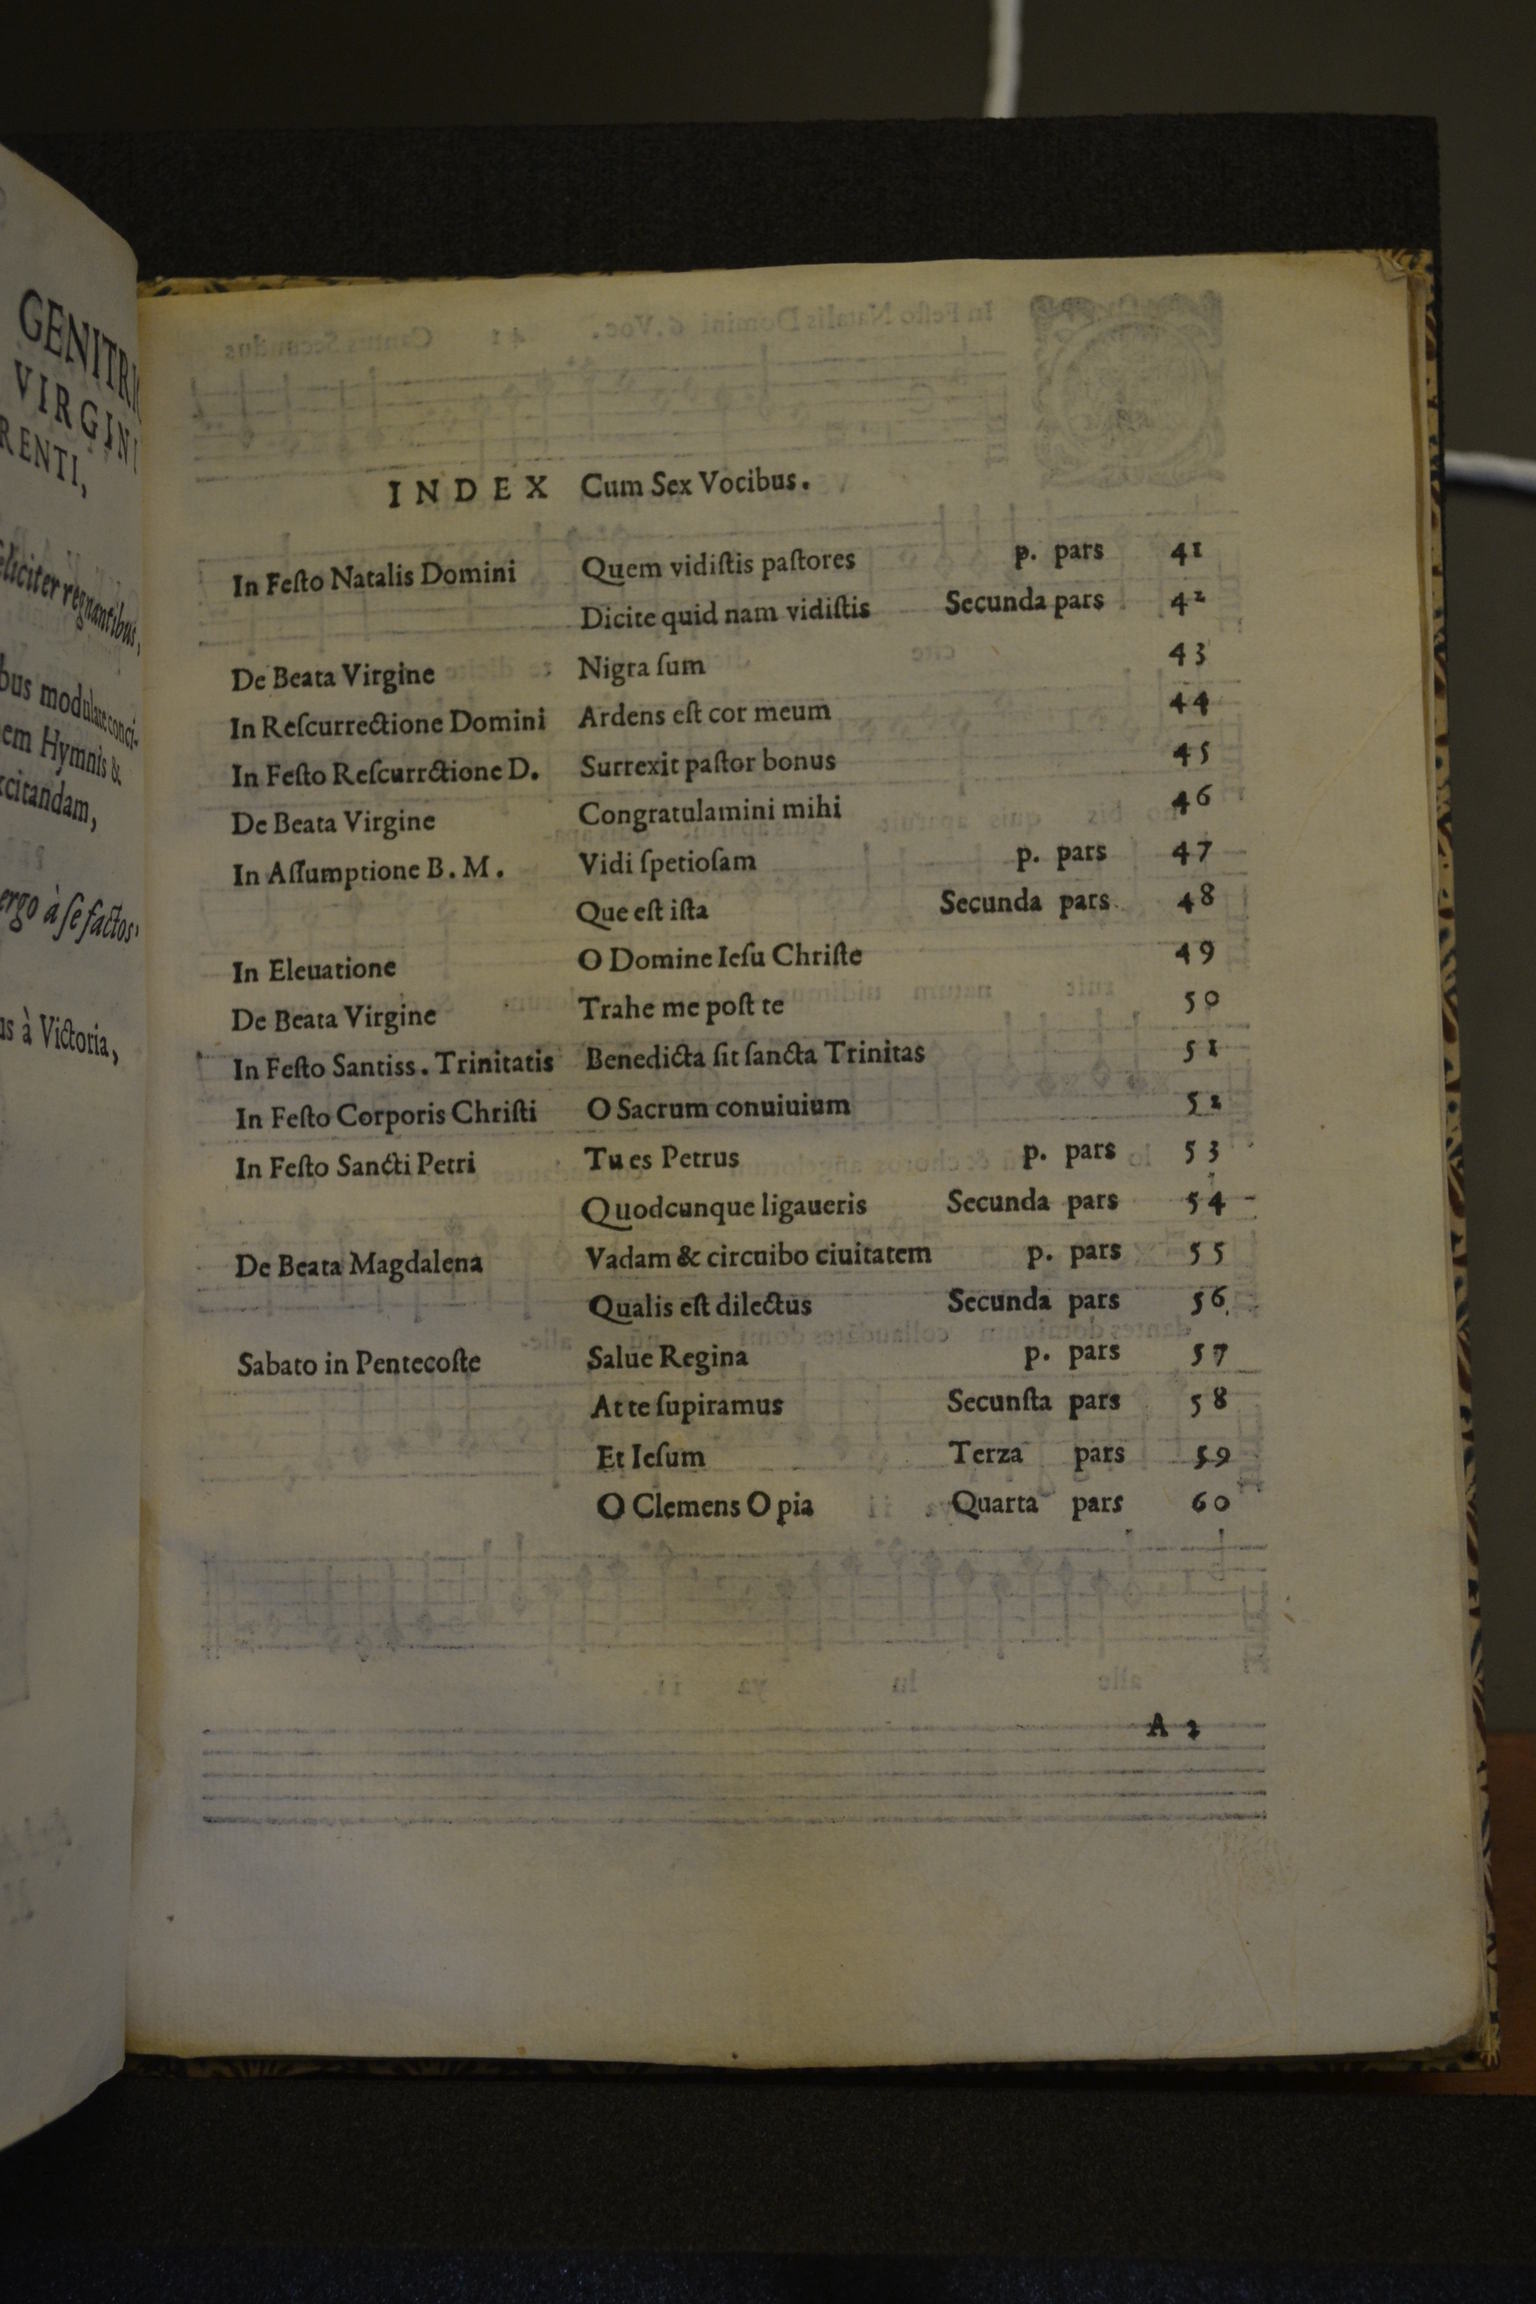 GENITRI
VIRGINI
RENTI,
eliciter regnantibus,
bus modulate conci-
em Hymnis &
xcitandam,
ergo à ſe factos
us à Victoria,
INDEX Cum Sex Vocibus.
In Feſto Natalis Domini Quem vidiſtis paſtores p. pars 41
Dicite quid nam vidiſtis Secunda pars 42
De Beata Virgine Nigra ſum 43
In Reſcurrectione Domini Ardens eſt cor meum 44
In Feſto Reſcurrctione D. Surrexit paſtor bonus 45
De Beata Virgine Congratulamini mihi 46
In Aſſumptione B. M. Vidi ſpetioſam p. pars 47
Que eſt iſta Secunda pars 48
In Eleuatione O Domine Ieſu Chriſte 49
De Beata Virgine Trahe me poſt te 50
In Feſto Santiss. Trinitatis Benedicta ſit ſancta Trinitas 51
In Feſto Corporis Chriſti O Sacrum conuiuium 52
In Feſto Sancti Petri Tu es Petrus p. pars 53
Quodcunque ligaueris Secunda pars 54
De Beata Magdalena Vadam & circuibo ciuitatem p. pars 55
Qualis eſt dilectus Secunda pars 56
Sabato in Pentecoſte Salue Regina p. pars 57
At te ſupiramus Secunſta pars 58
Et Ieſum Terza pars 59
O Clemens O pia Quarta pars 60
A 2